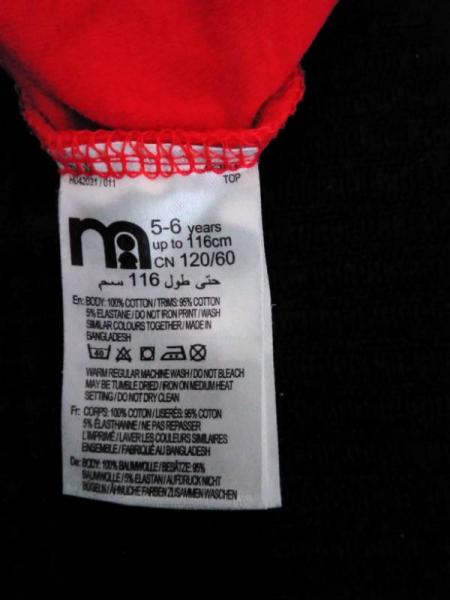 H042031/011
TOP
m
5-6 years
up to 116cm
CN 120/60
حتى طول 116 سم
En: BODY: 100% COTTON / TRIMS: 95% COTTON
5% ELASTANE / DO NOT IRON PRINT / WASH
SIMILAR COLOURS TOGETHER / MADE IN
BANGLADESH
40
WARM REGULAR MACHINE WASH / DO NOT BLEACH
MAY BE TUMBLE DRIED / IRON ON MEDIUM HEAT
SETTING / DO NOT DRY CLEAN
Fr: CORPS: 100% COTON / LISERÉS: 95% COTON
5% ÉLASTHANNE / NE PAS REPASSER
L'IMPRIMÉ / LAVER LES COULEURS SIMILAIRES
ENSEMBLE / FABRIQUÉ AU BANGLADESH
De: BODY: 100% BAUMWOLLE / BESÄTZE: 95%
BAUMWOLLE / 5% ELASTAN / AUFDRUCK NICHT
BÜGELN / ÄHNLICHE FARBEN ZUSAMMEN WASCHEN